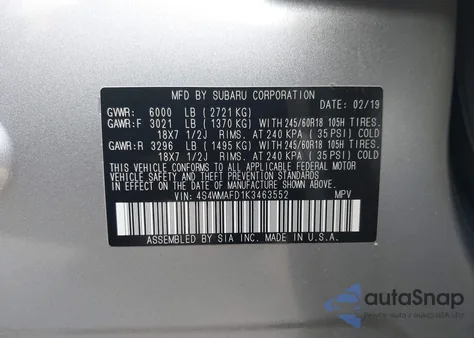 MFD BY SUBARU CORPORATION
DATE: 02/19
GVWR: 6000 LB (2721 KG)
GAWR:F 3021 LB (1370 KG) WITH 245/60R18 105H TIRES.
18X7 1/2J RIMS. AT 240 KPA (35 PSI) COLD
GAWR:R 3296 LB (1495 KG) WITH 245/60R18 105H TIRES.
18X7 1/2J RIMS. AT 240 KPA (35 PSI) COLD
THIS VEHICLE CONFORMS TO ALL APPLICABLE FEDERAL MOTOR
VEHICLE SAFETY AND THEFT PREVENTION STANDARDS
IN EFFECT ON THE DATE OF MANUFACTURE SHOWN ABOVE.
VIN: 4S4WMAFD1K3463552 MPV
ASSEMBLED BY SIA INC. MADE IN U.S.A.
autoSnap